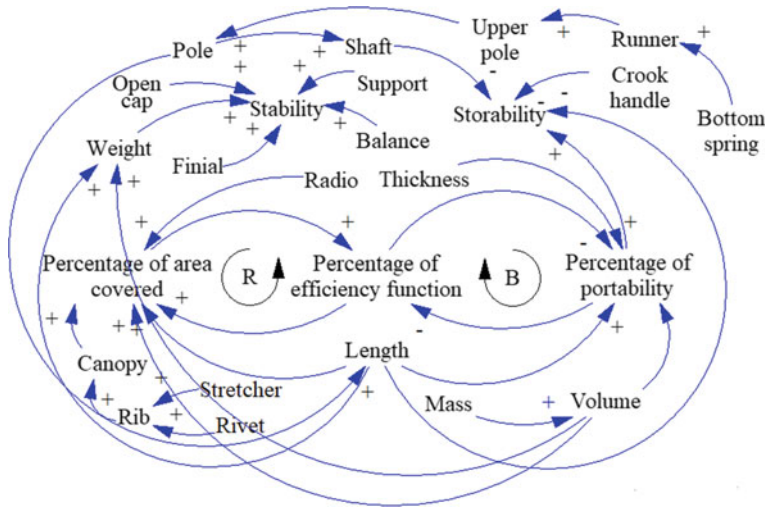 Pole
+
+
Shaft
Upper
pole
+
Runner
+
Open
cap
+
+
Support
-
Crook
handle
Stability
Storability
-
-
Bottom
spring
Weight
+
+
+
Balance
Finial
+
+
+
Radio
Thickness
+
+
+
-
Percentage of area
covered
R
Percentage of
efficiency function
B
Percentage of
portability
+
+
+
+
-
+
Length
Canopy
+
+
Stretcher
+
+
Rib
Rivet
Mass
+
Volume